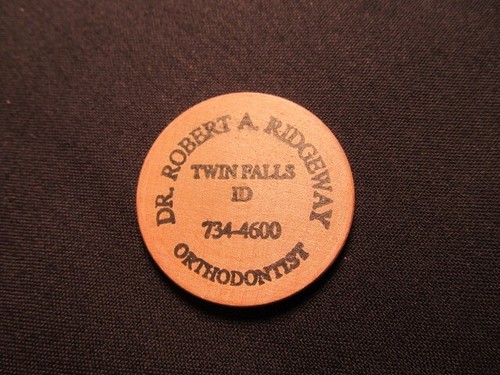 DR. ROBERT A. RIDGEWAY
TWIN FALLS
ID
734-4600
ORTHODONTIST